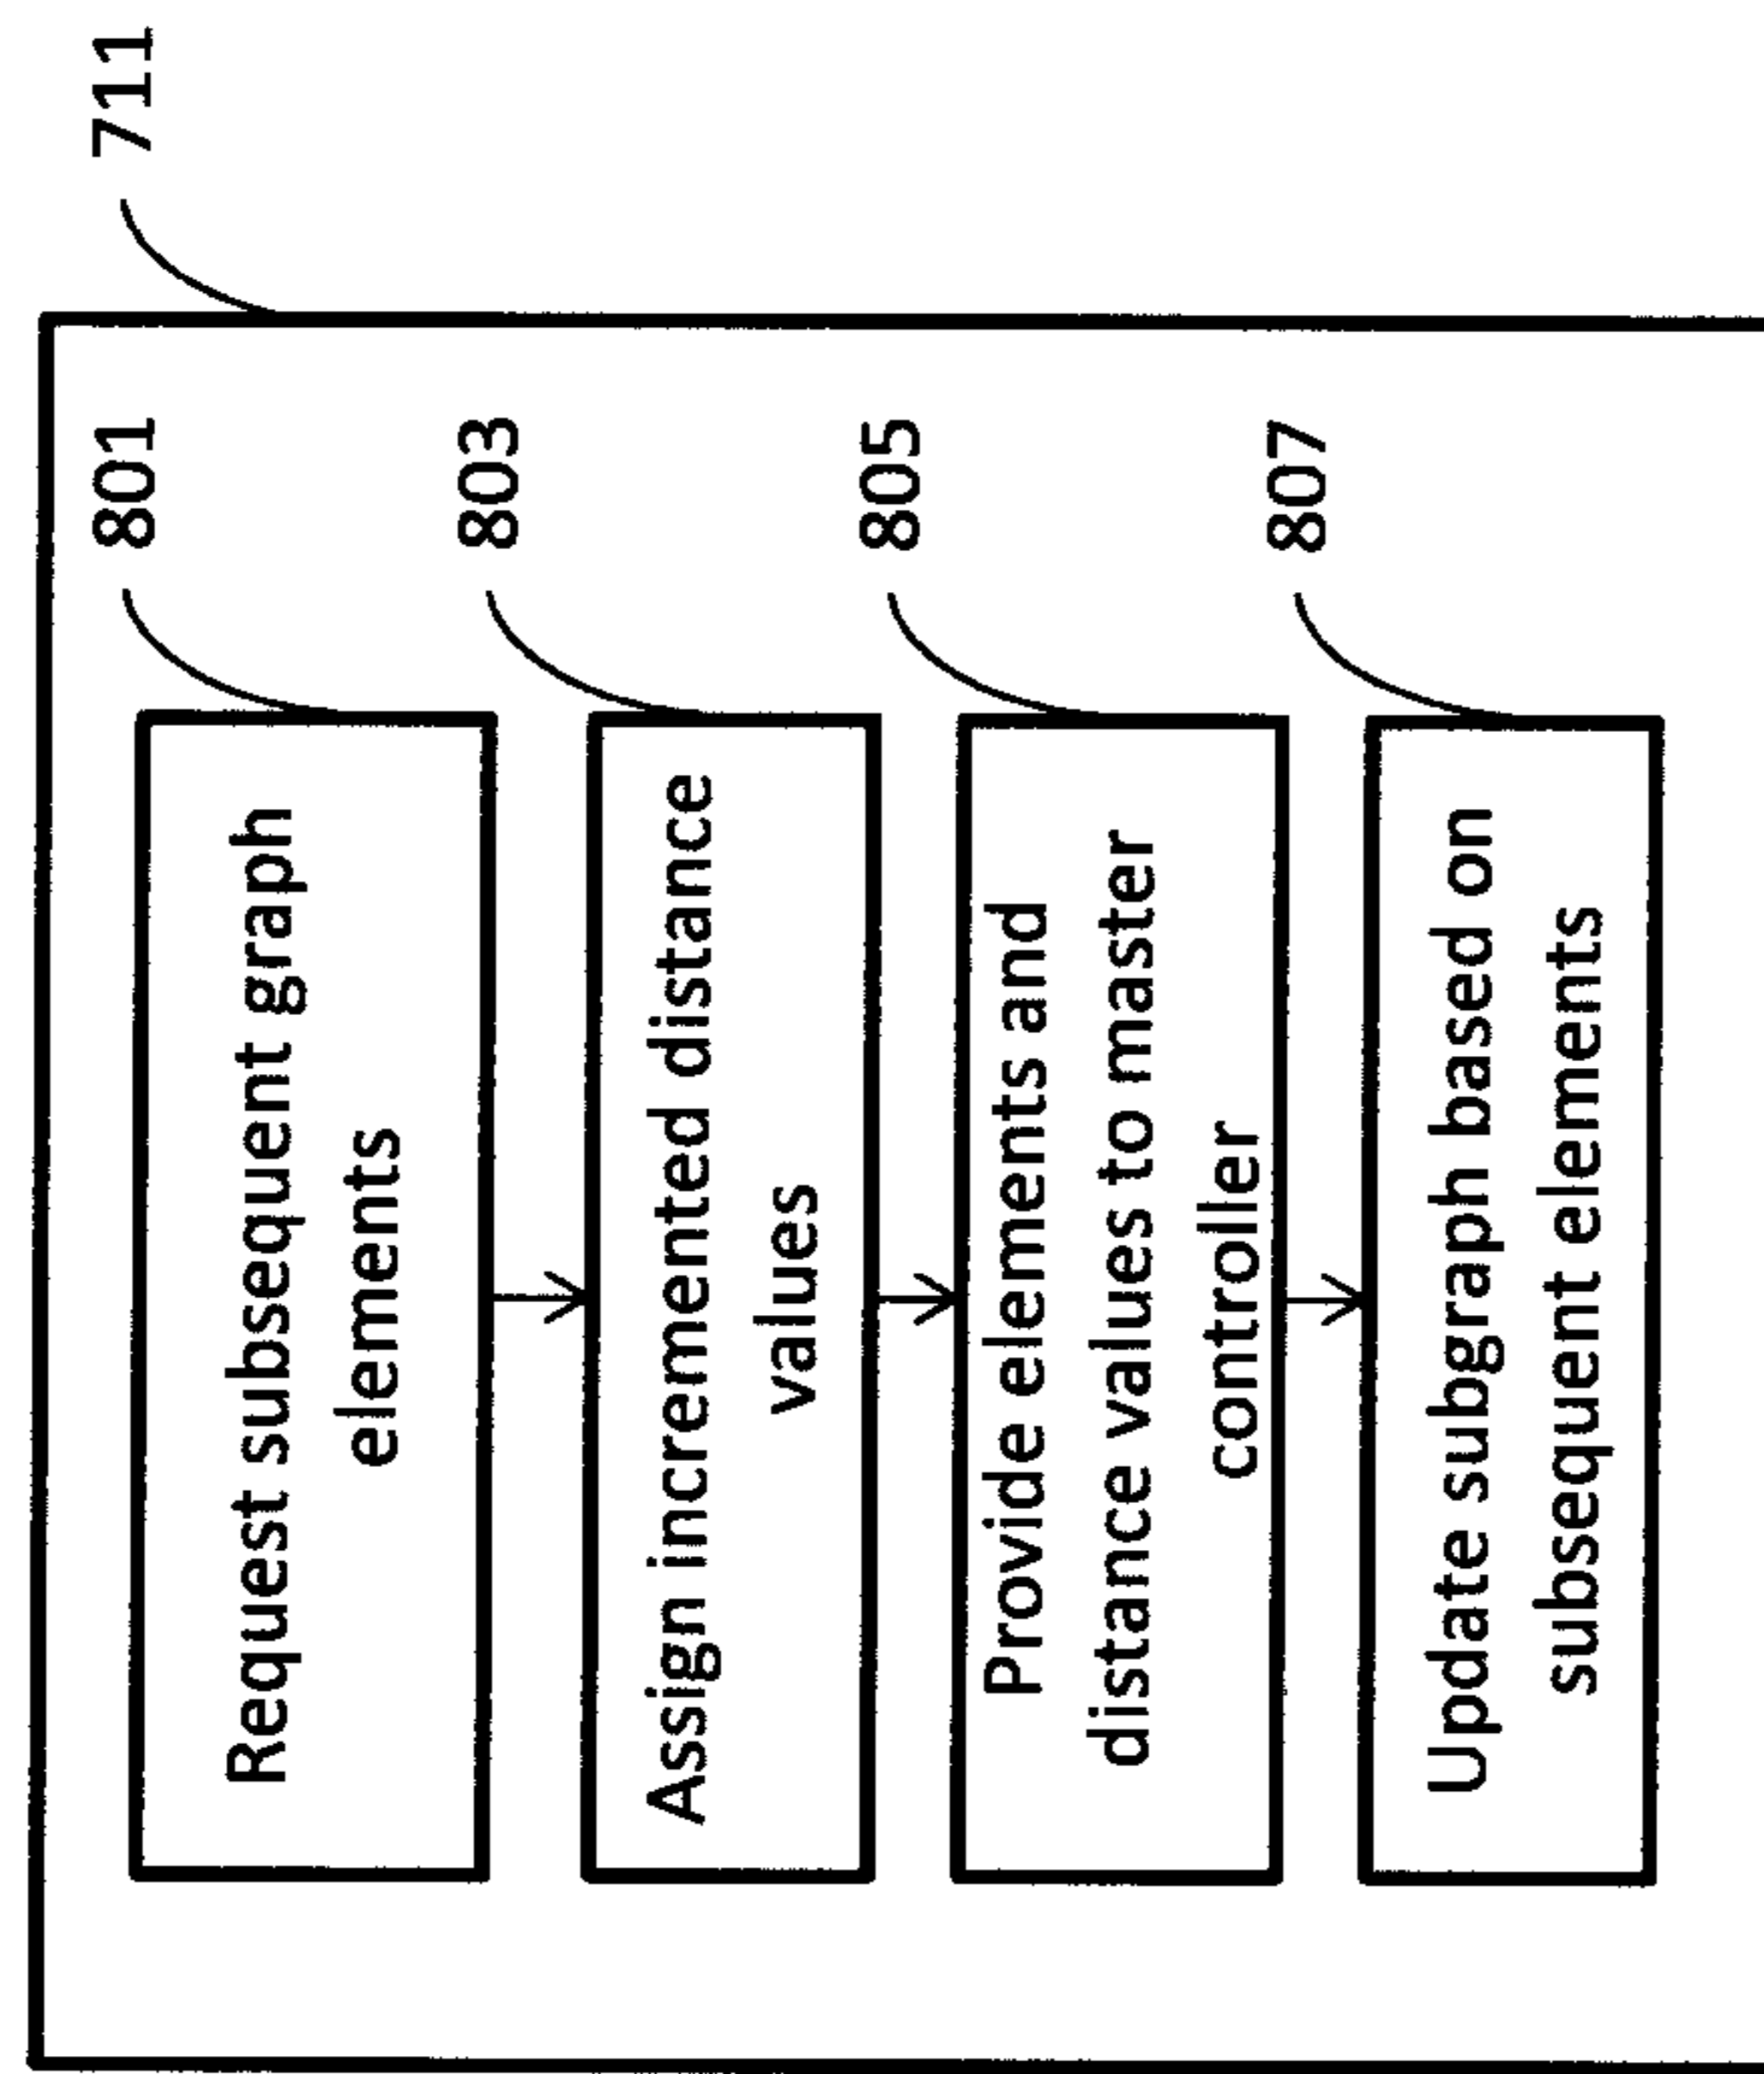 711
801
Request subsequent graph
elements
803
Assign incremented distance
values
805
Provide elements and
distance values to master
controller
807
Update subgraph based on
subsequent elements